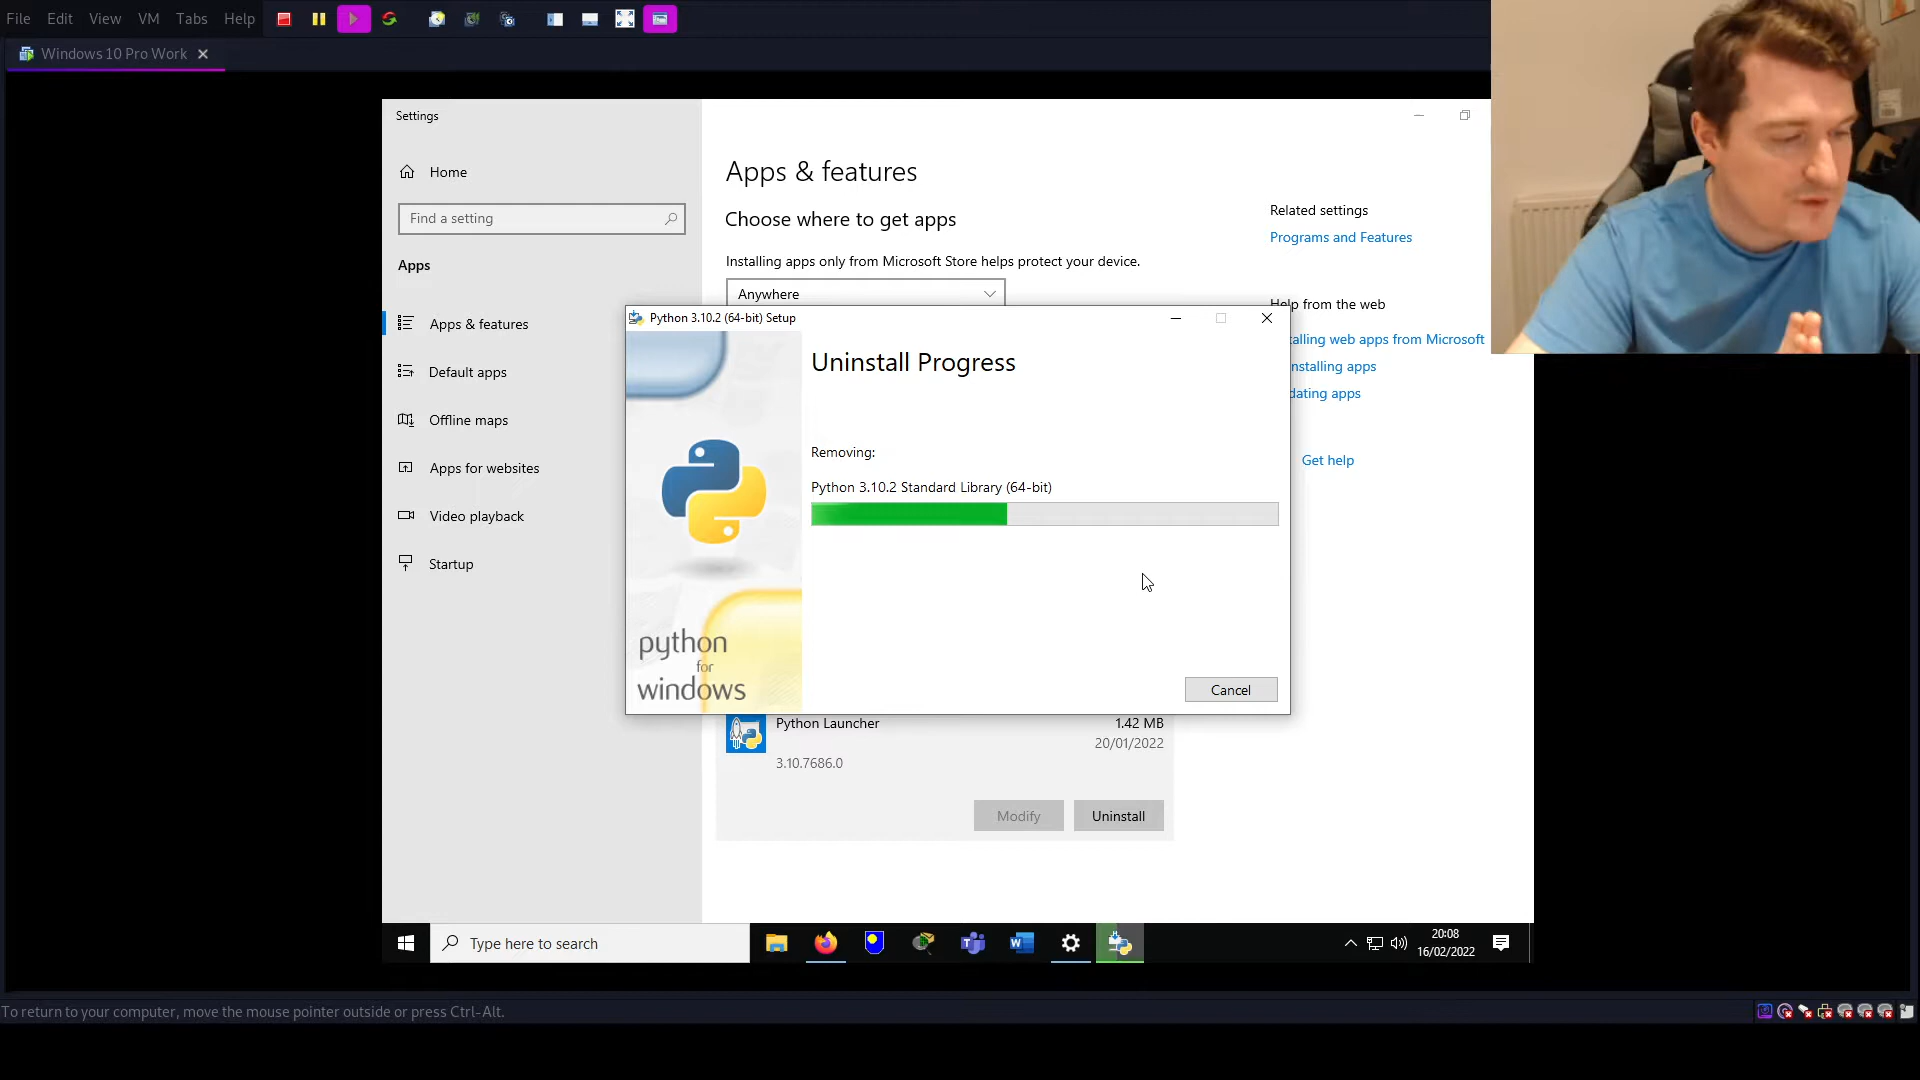 File Edit View VM Tabs Help
Windows 10 Pro Work
Settings
Home
Find a setting
Apps
Apps & features
Default apps
Offline maps
Apps for websites
Video playback
Startup
Apps & features
Choose where to get apps
Installing apps only from Microsoft Store helps protect your device.
Anywhere
Related settings
Programs and Features
Help from the web
talling web apps from Microsoft
nstalling apps
dating apps
Get help
Python 3.10.2 (64-bit) Setup
Uninstall Progress
Removing:
Python 3.10.2 Standard Library (64-bit)
python
for
windows
Cancel
Python Launcher
1.42 MB
20/01/2022
3.10.7686.0
Modify
Uninstall
Type here to search
20:08
16/02/2022
To return to your computer, move the mouse pointer outside or press Ctrl-Alt.